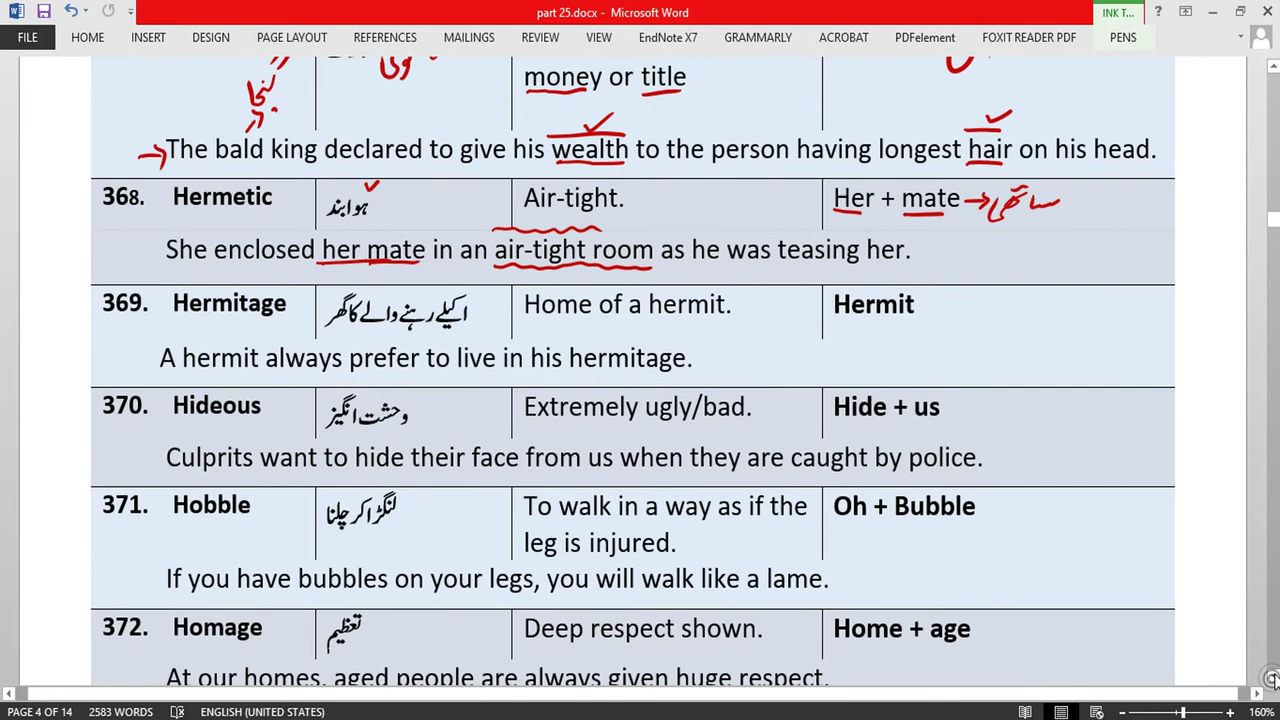 part 25.docx - Microsoft Word
INK T...
FILE HOME INSERT DESIGN PAGE LAYOUT REFERENCES MAILINGS REVIEW VIEW EndNote X7 GRAMMARLY ACROBAT PDFelement FOXIT READER PDF PENS
money or title
گنجا
The bald king declared to give his wealth to the person having longest hair on his head.
368. Hermetic ہوا بند Air-tight. Her + mate ساتھی
She enclosed her mate in an air-tight room as he was teasing her.
369. Hermitage اکیلے رہنے والے کا گھر Home of a hermit. Hermit
A hermit always prefer to live in his hermitage.
370. Hideous وحشت انگیز Extremely ugly/bad. Hide + us
Culprits want to hide their face from us when they are caught by police.
371. Hobble لنگڑا کر چلنا To walk in a way as if the Oh + Bubble
leg is injured.
If you have bubbles on your legs, you will walk like a lame.
372. Homage تعظیم Deep respect shown. Home + age
At our homes, aged people are always given huge respect.
PAGE 4 OF 14 2583 WORDS ENGLISH (UNITED STATES) 160%